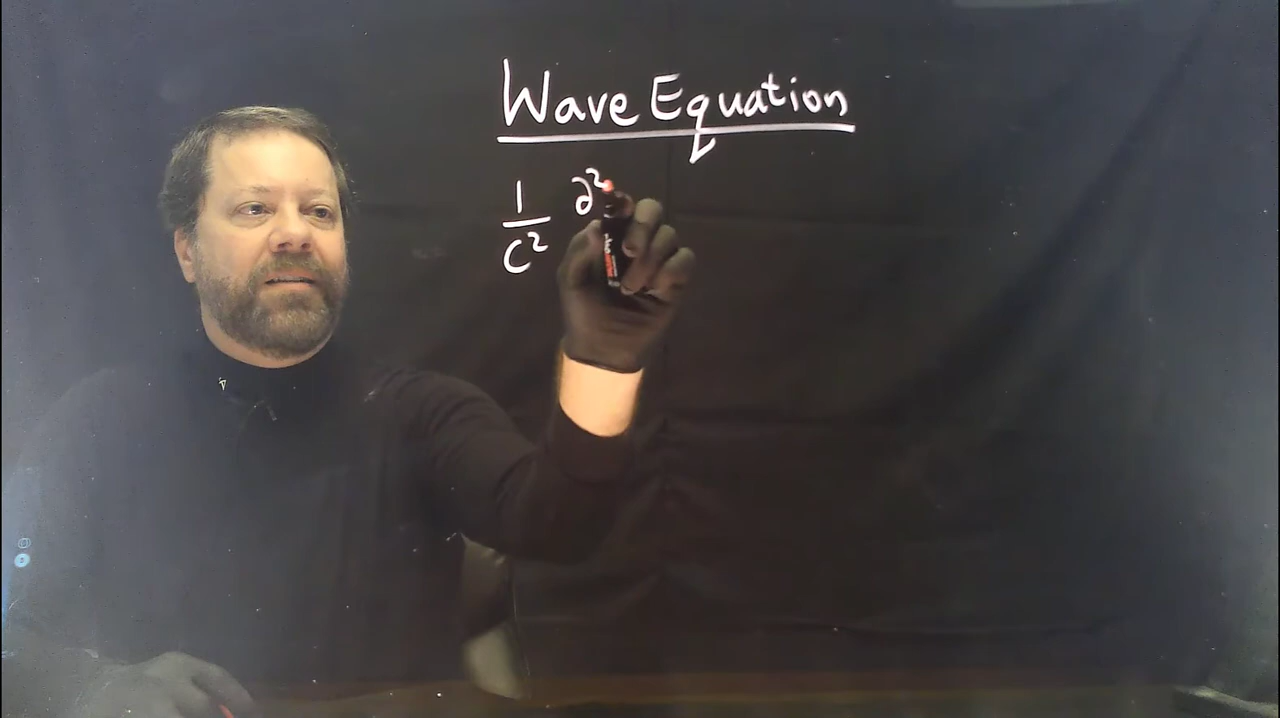 Wave Equation
1/c² ∂²